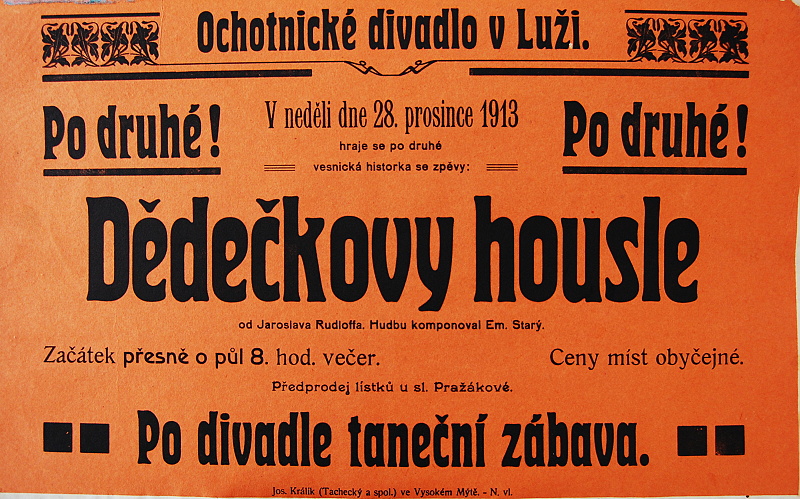 Ochotnické divadlo v Luži.
Po druhé!
V neděli dne 28. prosince 1913
Po druhé!
hraje se po druhé
vesnická historka se zpěvy:
Dědečkovy housle
od Jaroslava Rudloffa. Hudbu komponoval Em. Starý.
Začátek přesně o půl 8. hod. večer.
Ceny míst obyčejné.
Předprodej lístků u sl. Pražákové.
Po divadle taneční zábava.
Jos. Králik (Tachecký a spol.) ve Vysokém Mýtě. - N. vl.